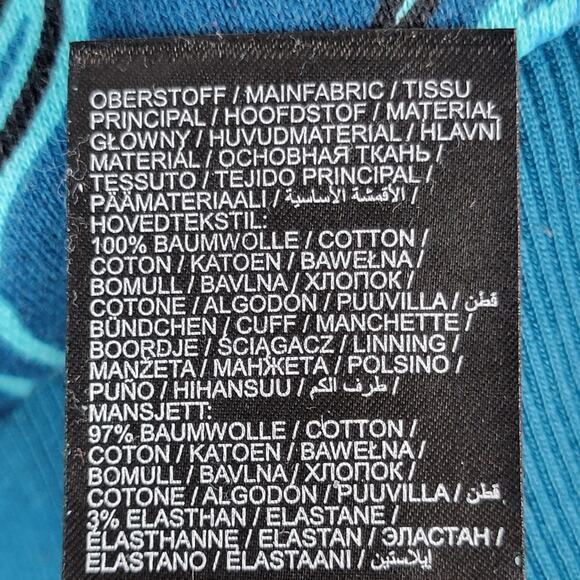 OBERSTOFF / MAINFABRIC / TISSU
PRINCIPAL / HOOFDSTOF / MATERIAŁ
GŁÓWNY / HUVUDMATERIAL / HLAVNÍ
MATERIÁL / ОСНОВНАЯ ТКАНЬ /
TESSUTO / TEJIDO PRINCIPAL /
PÄÄMATERIAALI / الأقمشة الأساسية /
HOVEDTEKSTIL:
100% BAUMWOLLE / COTTON /
COTON / KATOEN / BAWEŁNA /
BOMULL / BAVLNA / ХЛОПОК /
COTONE / ALGODÓN / PUUVILLA / قطن
BÜNDCHEN / CUFF / MANCHETTE /
BOORDJE / ŚCIĄGACZ / LINNING /
MANŽETA / МАНЖЕТА / POLSINO /
PUÑO / HIHANSUU / طرف الكم /
MANSJETT:
97% BAUMWOLLE / COTTON /
COTON / KATOEN / BAWEŁNA /
BOMULL / BAVLNA / ХЛОПОК /
COTONE / ALGODÓN / PUUVILLA / قطن
3% ELASTHAN / ELASTANE /
ÉLASTHANNE / ELASTAN / ЭЛАСТАН /
ELASTANO / ELASTAANI / إيلاستين